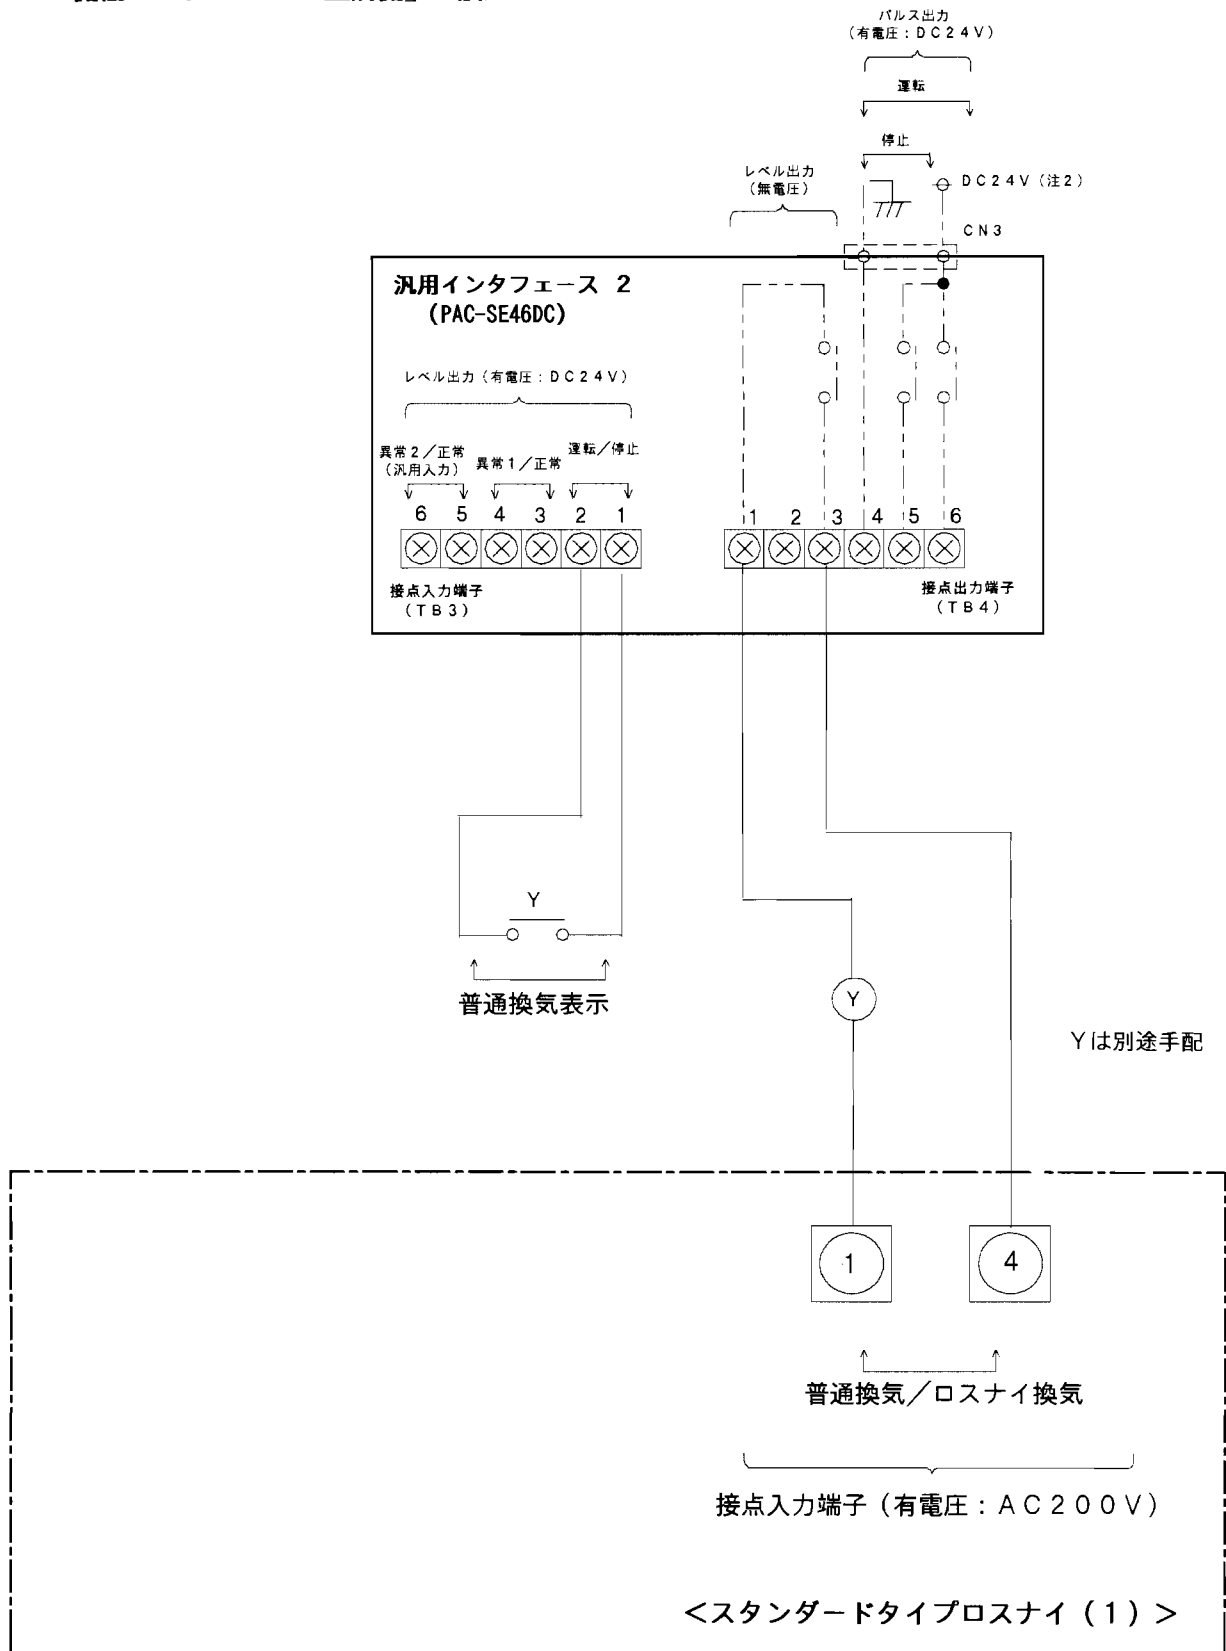 パルス出力
(有電圧：ＤＣ２４Ｖ)
運転
停止
レベル出力
(無電圧)
ＤＣ２４Ｖ(注２)
ＣＮ３
汎用インタフェース ２
(PAC-SE46DC)
レベル出力(有電圧：ＤＣ２４Ｖ)
異常２／正常
(汎用入力)
異常１／正常
運転／停止
6 5 4 3 2 1
1 2 3 4 5 6
接点入力端子
(ＴＢ３)
接点出力端子
(ＴＢ４)
Y
普通換気表示
Y
Ｙは別途手配
1
4
普通換気／ロスナイ換気
接点入力端子(有電圧：ＡＣ２００Ｖ)
＜スタンダードタイプロスナイ(１)＞